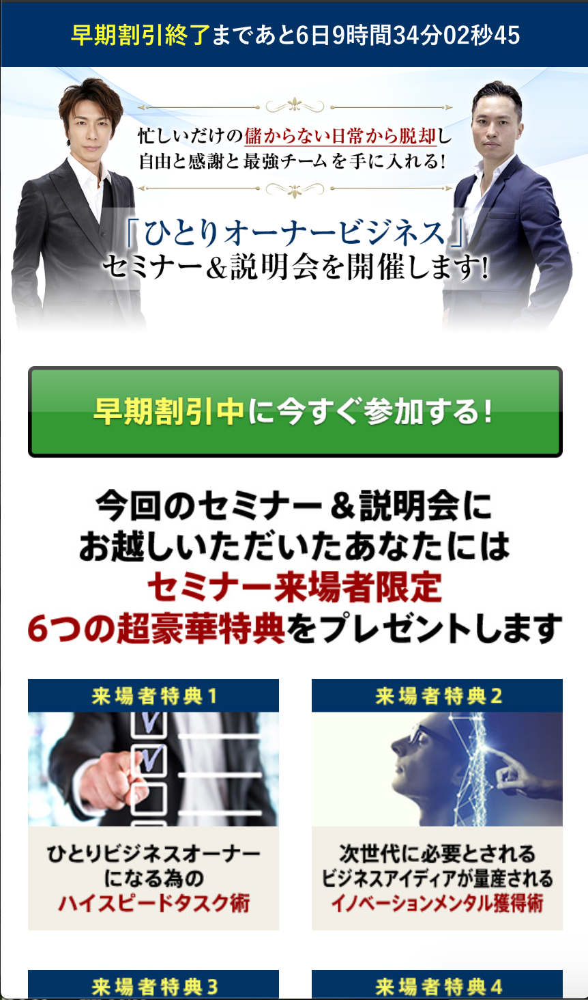 早期割引終了まであと6日9時間34分02秒45
忙しいだけの儲からない日常から脱却し
自由と感謝と最強チームを手に入れる!
「ひとりオーナービジネス」
セミナー&説明会を開催します!
早期割引中に今すぐ参加する!
今回のセミナー&説明会に
お越しいただいたあなたには
セミナー来場者限定
6つの超豪華特典をプレゼントします
来場者特典1
ひとりビジネスオーナー
になる為の
ハイスピードタスク術
来場者特典2
次世代に必要とされる
ビジネスアイディアが量産される
イノベーションメンタル獲得術
来場者特典3
来場者特典4